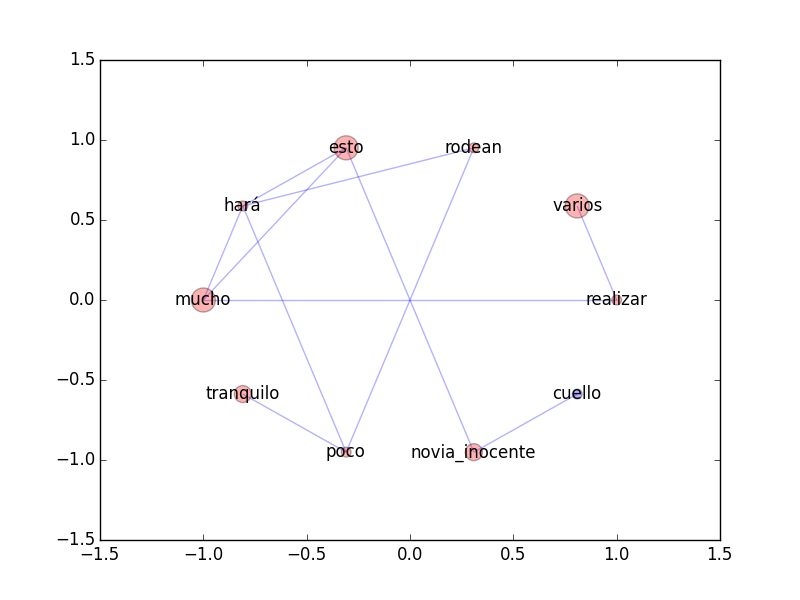 1.5
1.0
0.5
0.0
−0.5
−1.0
−1.5
esto
rodean
hará
varios
mucho
realizar
tranquilo
cuello
poco
novia_inocente
−1.5 −1.0 −0.5 0.0 0.5 1.0 1.5